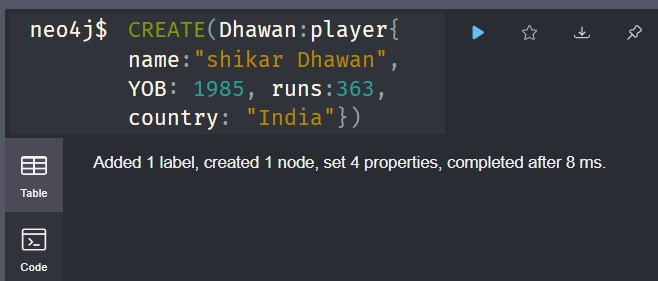 neo4j$ CREATE(Dhawan:player{
name:"shikar Dhawan",
YOB: 1985, runs:363,
country: "India"})
Added 1 label, created 1 node, set 4 properties, completed after 8 ms.
Table
Code